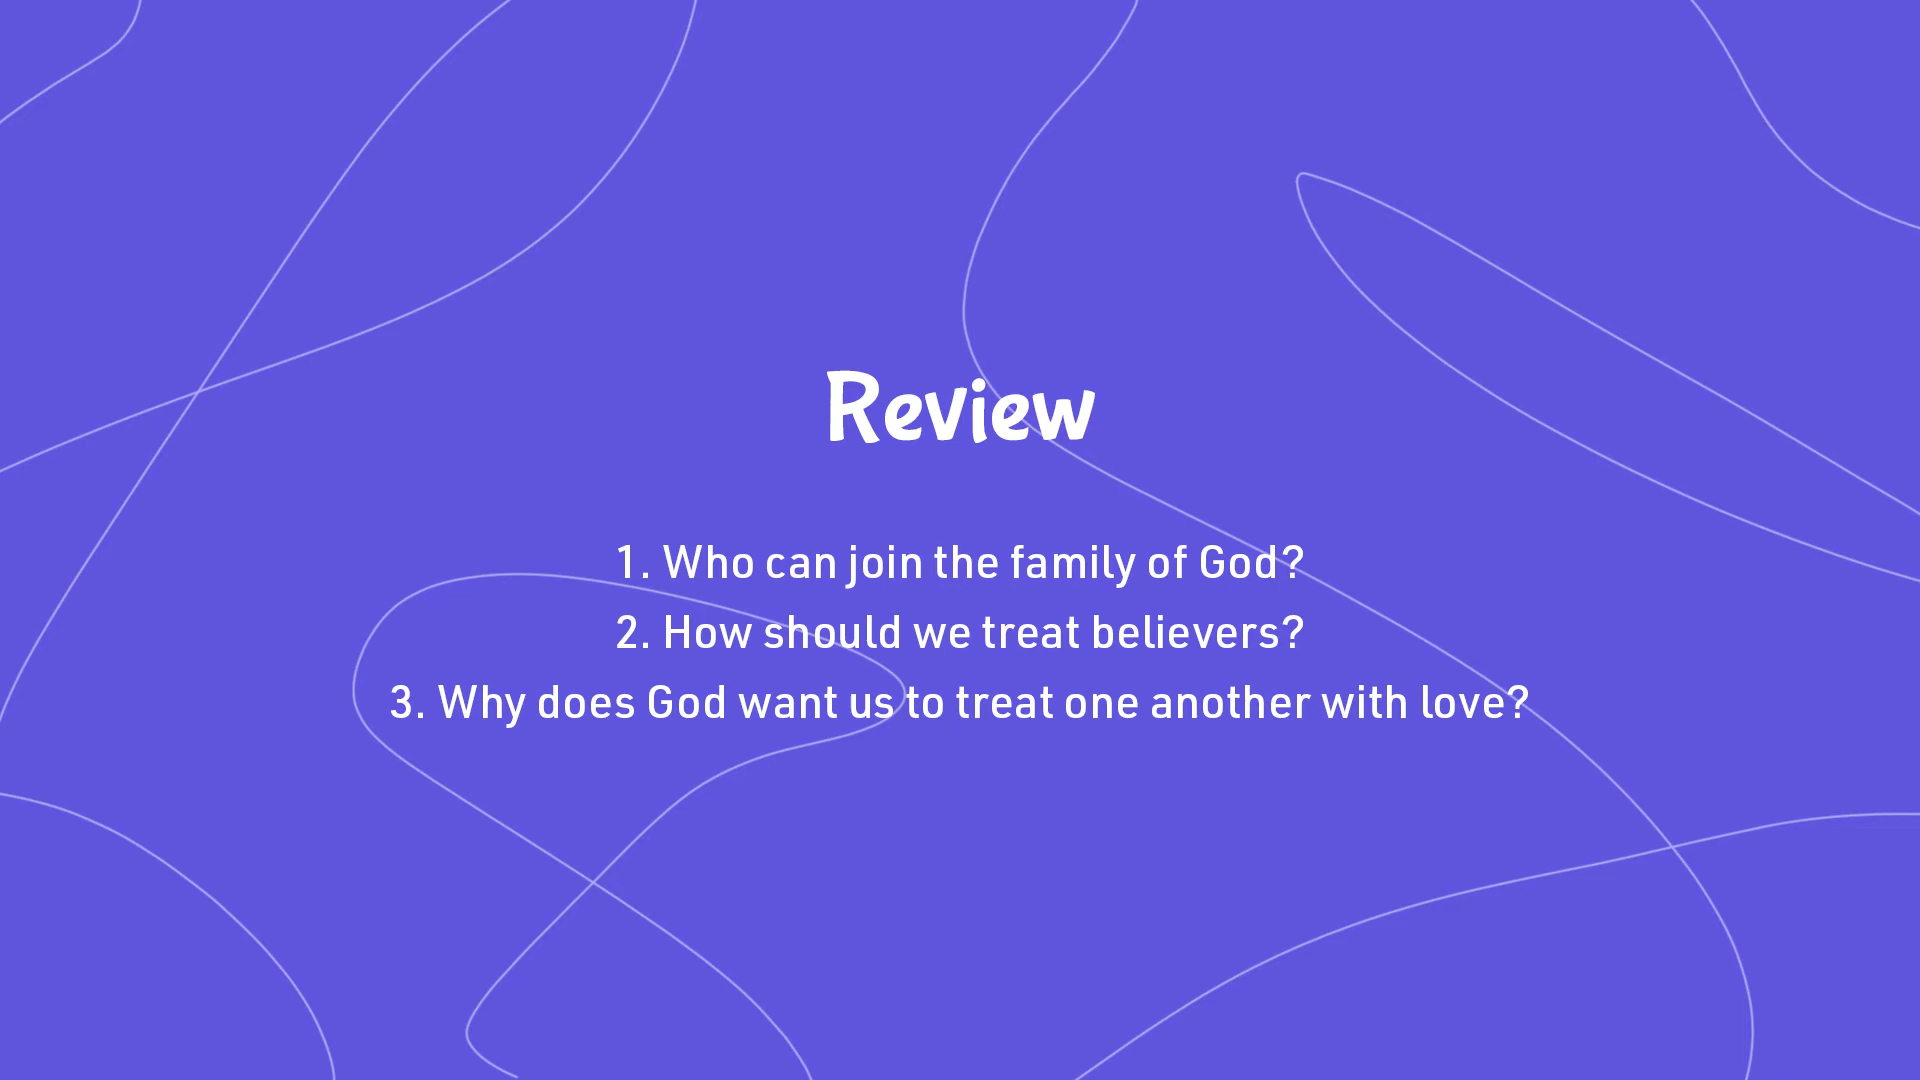 Review
1. Who can join the family of God?
2. How should we treat believers?
3. Why does God want us to treat one another with love?